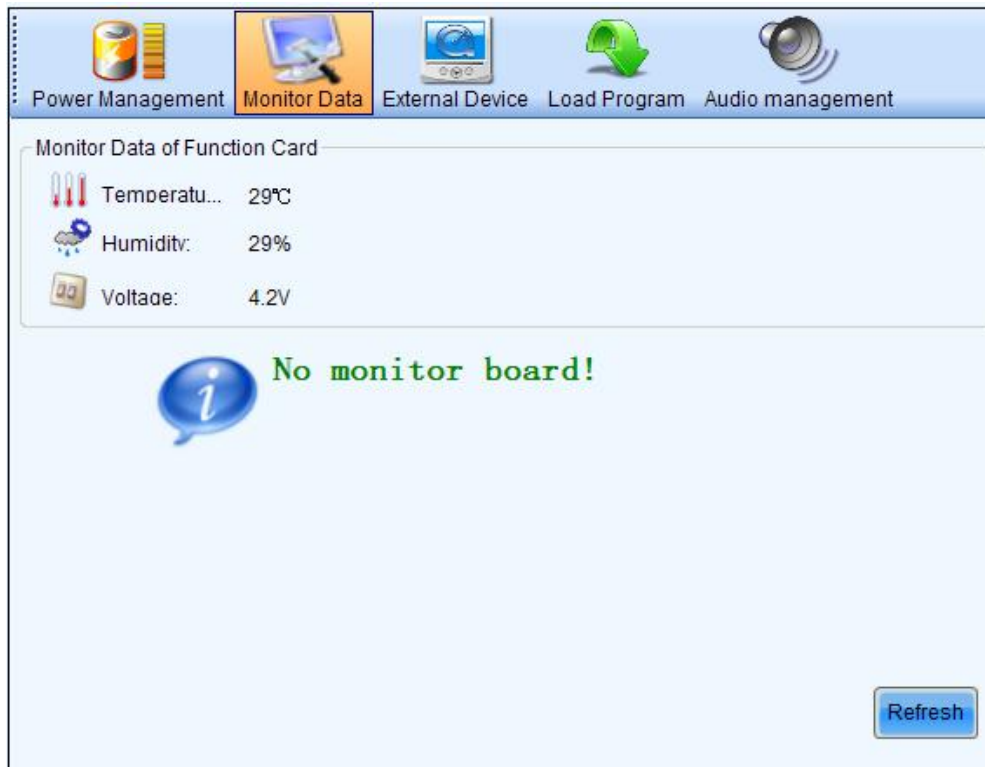 Power Management Monitor Data External Device Load Program Audio management
Monitor Data of Function Card
Temperatu... 29℃
Humidity: 29%
Voltage: 4.2V
No monitor board!
Refresh